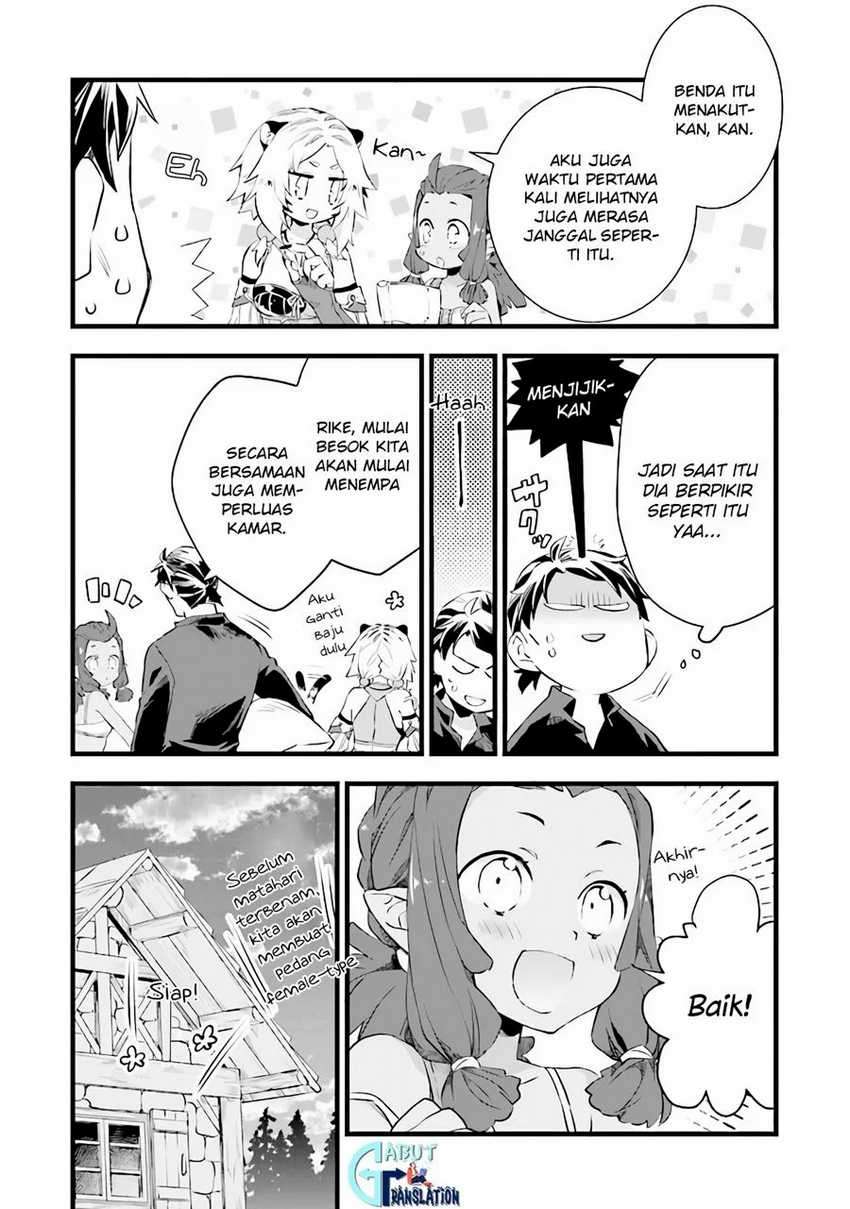 BENDA ITU
MENAKUT-
KAN, KAN.
AKU JUGA
WAKTU PERTAMA
KALI MELIHATNYA
JUGA MERASA
JANGGAL SEPER-
TI ITU.
Kan~
Eh
MENJIJIK-
KAN
JADI SAAT ITU
DIA BERPIKIR
SEPERTI ITU
YAA...
ギクッ
Haah
RIKE, MULAI
BESOK KITA
AKAN MULAI
MENEMPA
SECARA
BERSAMAAN
JUGA MEM-
PERLUAS
KAMAR.
Aku
Ganti
Baju
dulu
Akhir-
nya!
Baik!
Sebelum
matahari
terbenam,
kita akan
membuat
pedang
female-type
Siap!
GABUT
TRANSLATION